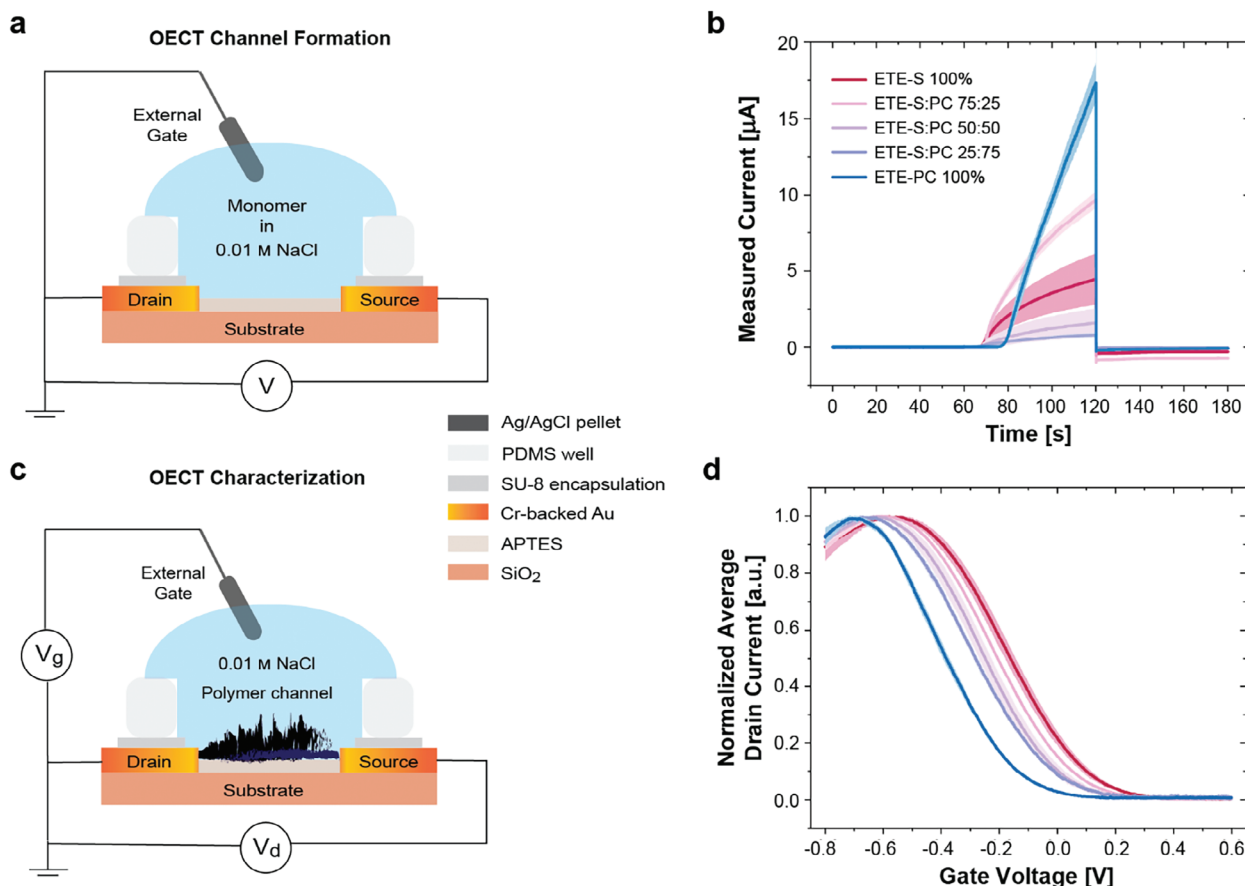 a
OECT Channel Formation
External
Gate
Monomer
in
0.01 M NaCl
Drain
Source
Substrate
V
b
20
15
10
5
0
Measured Current [μA]
ETE-S 100%
ETE-S:PC 75:25
ETE-S:PC 50:50
ETE-S:PC 25:75
ETE-PC 100%
0 20 40 60 80 100 120 140 160 180
Time [s]
Ag/AgCl pellet
PDMS well
SU-8 encapsulation
Cr-backed Au
APTES
SiO₂
c
OECT Characterization
External
Gate
Vg
0.01 M NaCl
Polymer channel
Drain
Source
Substrate
Vd
d
1.0
0.8
0.6
0.4
0.2
0.0
Normalized Average
Drain Current [a.u.]
-0.8 -0.6 -0.4 -0.2 0.0 0.2 0.4 0.6
Gate Voltage [V]